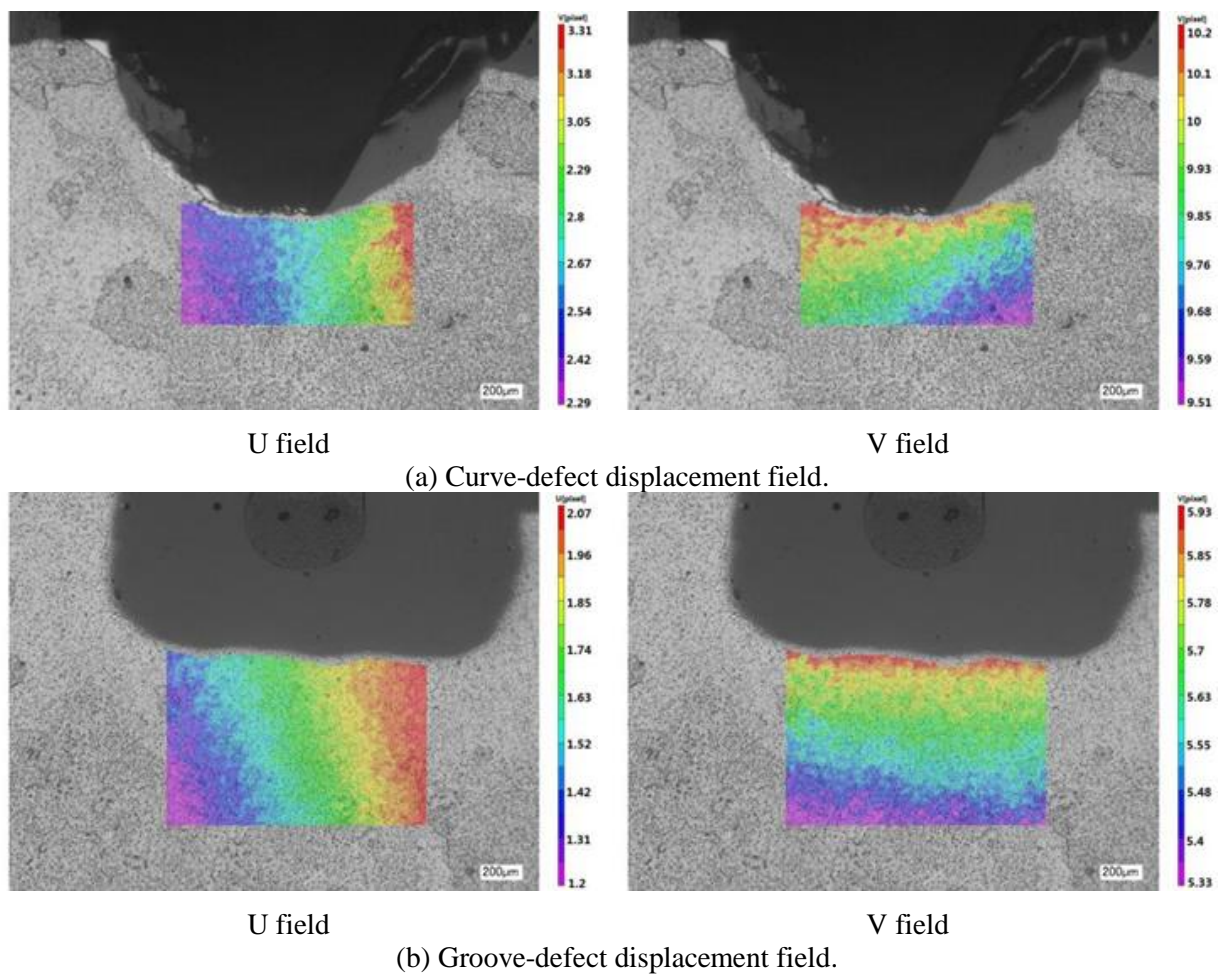 V[pixel]
3.31
3.18
3.05
2.29
2.8
2.67
2.54
2.42
2.29
200μm
V[pixel]
10.2
10.1
10
9.93
9.85
9.76
9.68
9.59
9.51
200μm
U field
V field
(a) Curve-defect displacement field.
U[pixel]
2.07
1.96
1.85
1.74
1.63
1.52
1.42
1.31
1.2
200μm
V[pixel]
5.93
5.85
5.78
5.7
5.63
5.55
5.48
5.4
5.33
200μm
U field
V field
(b) Groove-defect displacement field.